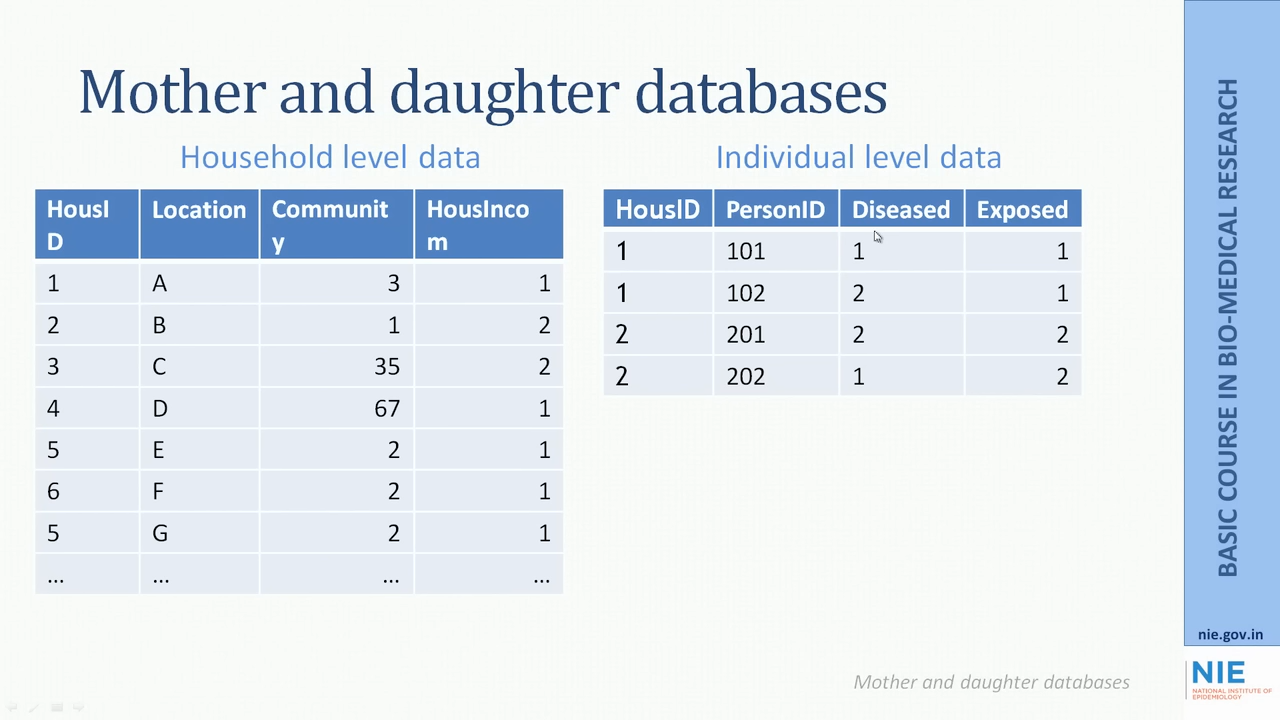 Mother and daughter databases
Household level data
HousI
D
Location
Communit
y
HousInco
m
1 A 3 1
2 B 1 2
3 C 35 2
4 D 67 1
5 E 2 1
6 F 2 1
5 G 2 1
... ... ... ...
Individual level data
HousID PersonID Diseased Exposed
1 101 1 1
1 102 2 1
2 201 2 2
2 202 1 2
Mother and daughter databases
BASIC COURSE IN BIO-MEDICAL RESEARCH
nie.gov.in
NIE
NATIONAL INSTITUTE OF
EPIDEMIOLOGY